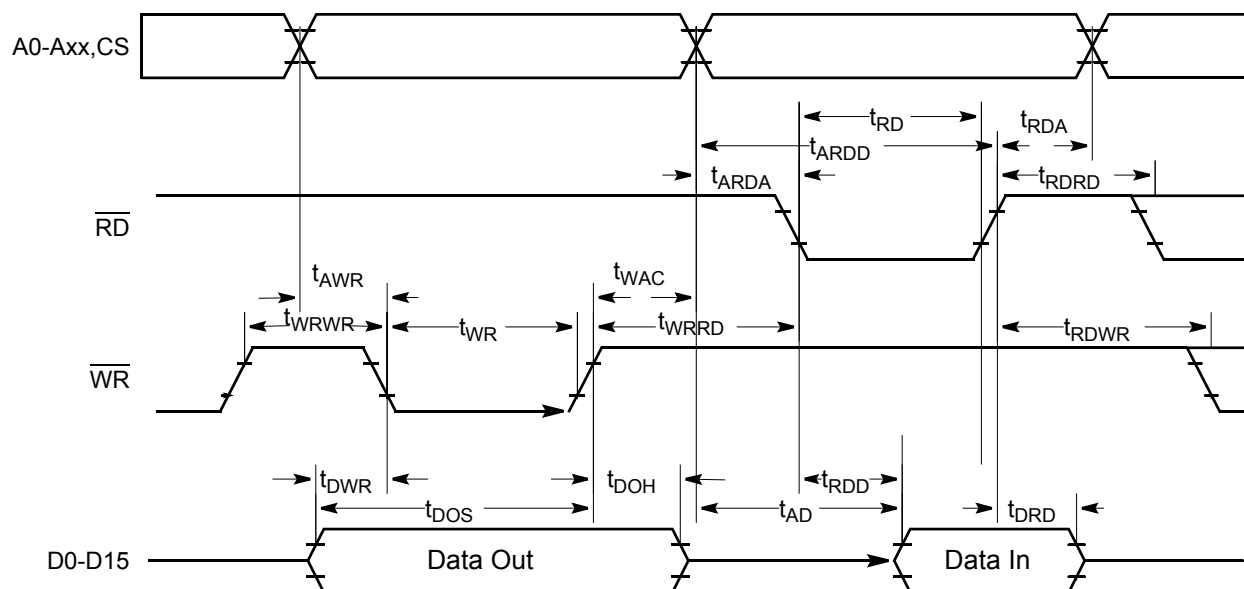 A0-Axx,CS
tRD
tRDA
tARDD
tARDA
tRDRD
RD
tAWR
tWAC
tWRWR
tWR
tWRRD
tRDWR
WR
tDWR
tDOH
tRDD
tDOS
tAD
tDRD
D0-D15
Data Out
Data In